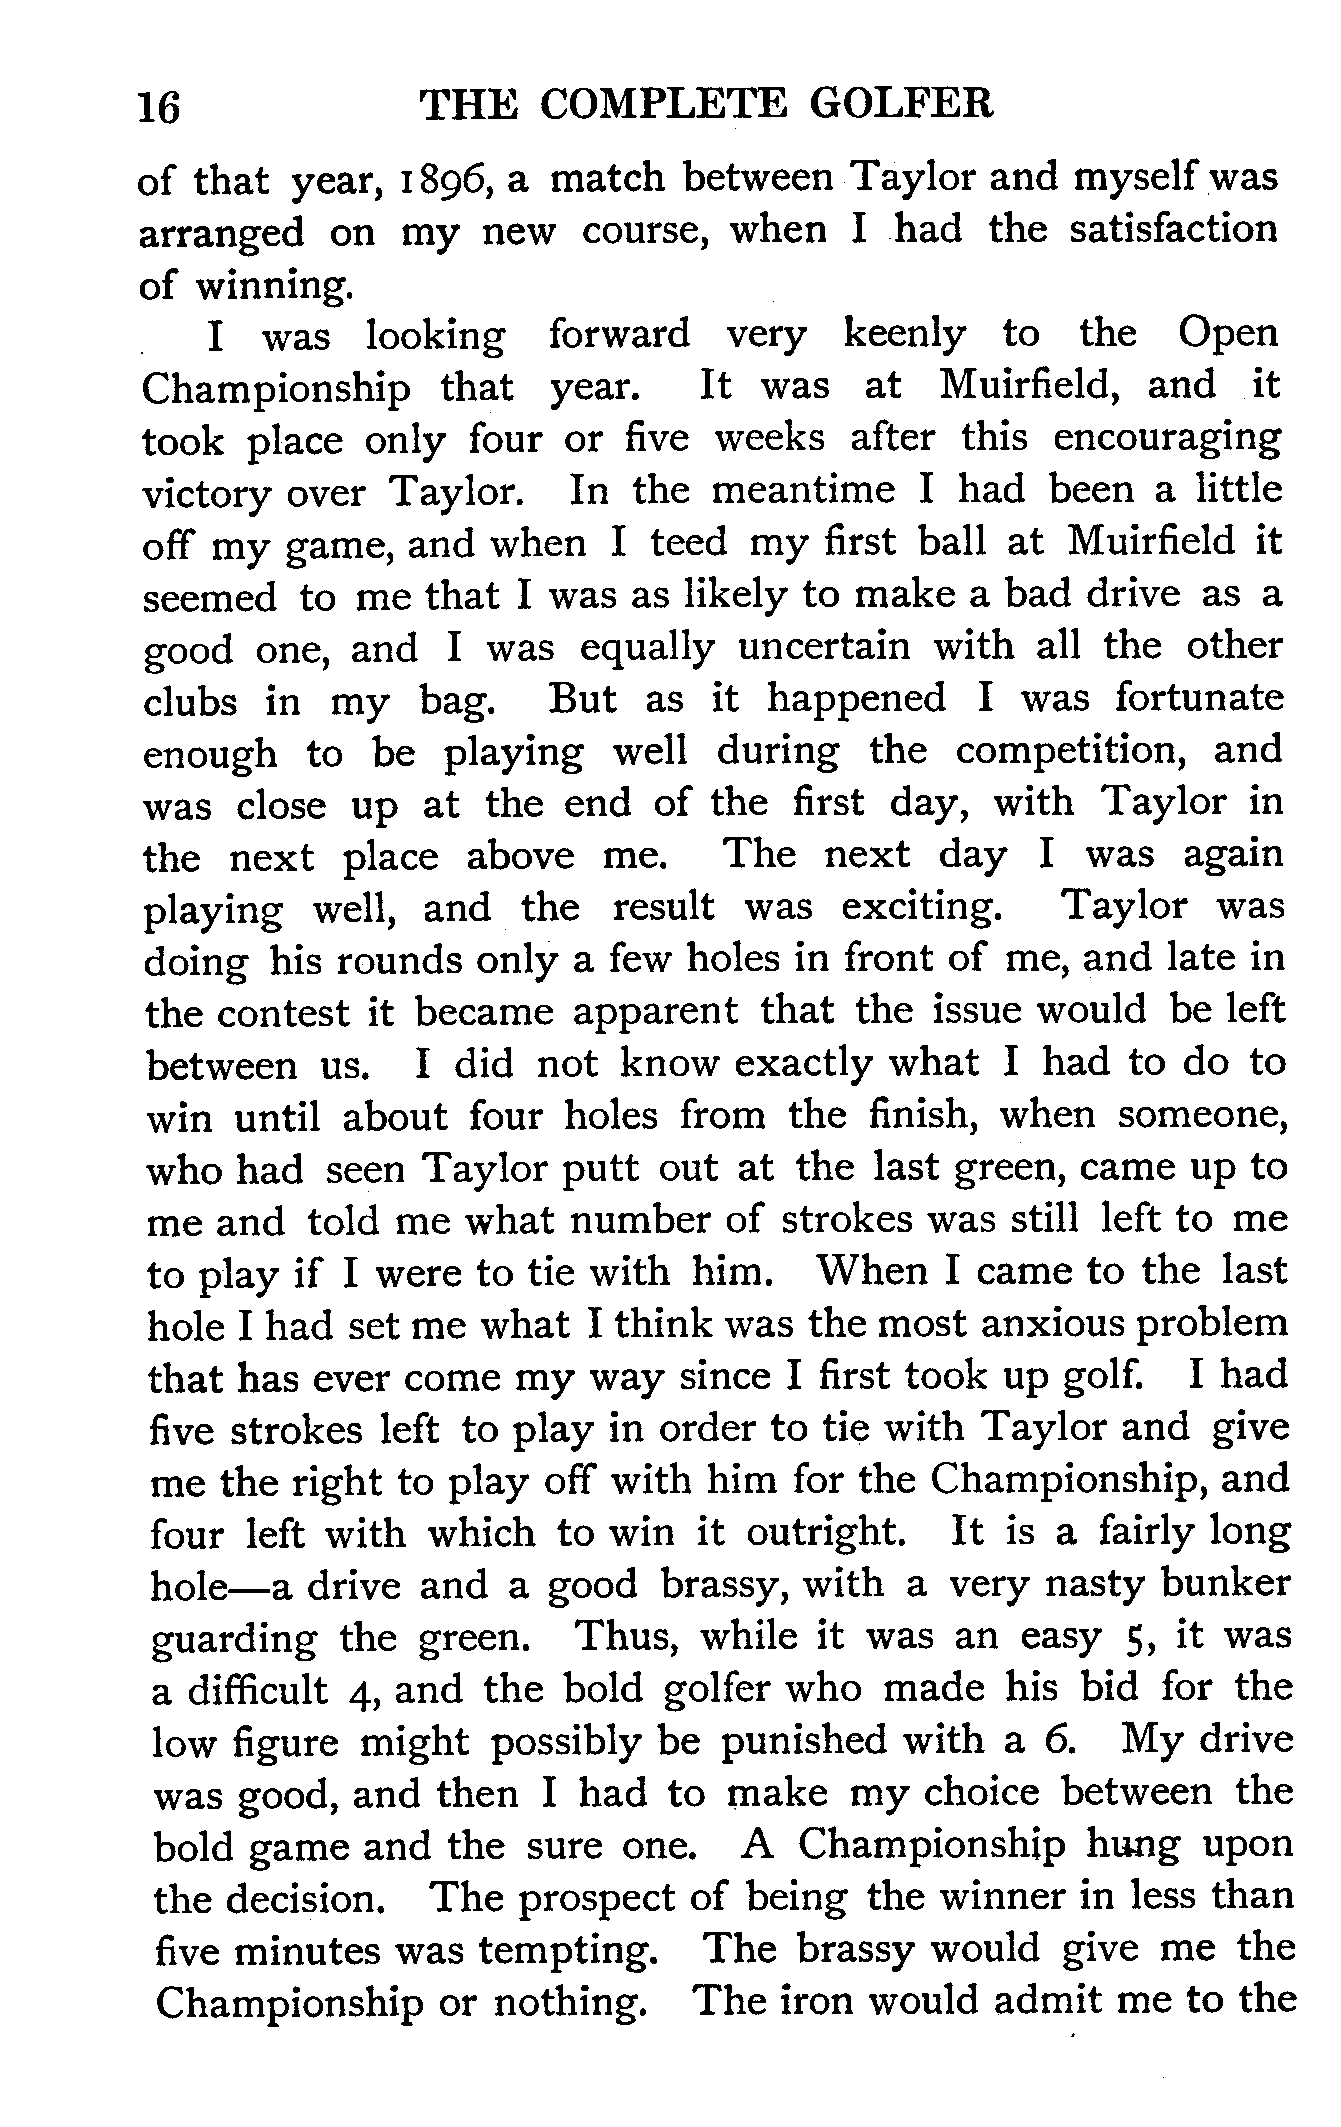 16 THE COMPLETE GOLFER
of that year, 1896, a match between Taylor and myself was
arranged on my new course, when I had the satisfaction
of winning.
I was looking forward very keenly to the Open
Championship that year. It was at Muirfield, and it
took place only four or five weeks after this encouraging
victory over Taylor. In the meantime I had been a little
off my game, and when I teed my first ball at Muirfield it
seemed to me that I was as likely to make a bad drive as a
good one, and I was equally uncertain with all the other
clubs in my bag. But as it happened I was fortunate
enough to be playing well during the competition, and
was close up at the end of the first day, with Taylor in
the next place above me. The next day I was again
playing well, and the result was exciting. Taylor was
doing his rounds only a few holes in front of me, and late in
the contest it became apparent that the issue would be left
between us. I did not know exactly what I had to do to
win until about four holes from the finish, when someone,
who had seen Taylor putt out at the last green, came up to
me and told me what number of strokes was still left to me
to play if I were to tie with him. When I came to the last
hole I had set me what I think was the most anxious problem
that has ever come my way since I first took up golf. I had
five strokes left to play in order to tie with Taylor and give
me the right to play off with him for the Championship, and
four left with which to win it outright. It is a fairly long
hole—a drive and a good brassy, with a very nasty bunker
guarding the green. Thus, while it was an easy 5, it was
a difficult 4, and the bold golfer who made his bid for the
low figure might possibly be punished with a 6. My drive
was good, and then I had to make my choice between the
bold game and the sure one. A Championship hung upon
the decision. The prospect of being the winner in less than
five minutes was tempting. The brassy would give me the
Championship or nothing. The iron would admit me to the